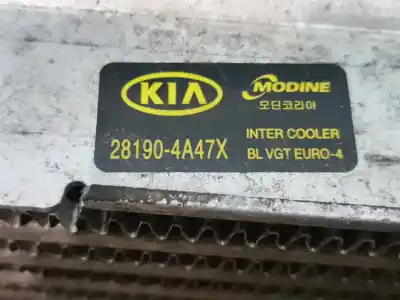 KIA
MODINE
모딘코리아
28190-4A47X
INTER COOLER
BL VGT EURO-4